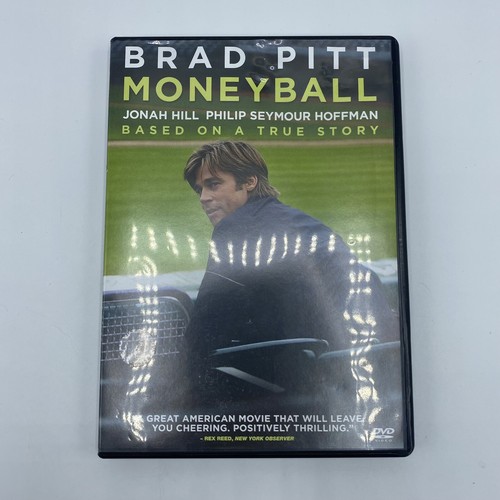 BRAD PITT
MONEYBALL
JONAH HILL PHILIP SEYMOUR HOFFMAN
BASED ON A TRUE STORY
"A GREAT AMERICAN MOVIE THAT WILL LEAVE
YOU CHEERING. POSITIVELY THRILLING."
– REX REED, NEW YORK OBSERVER
DVD
VIDEO